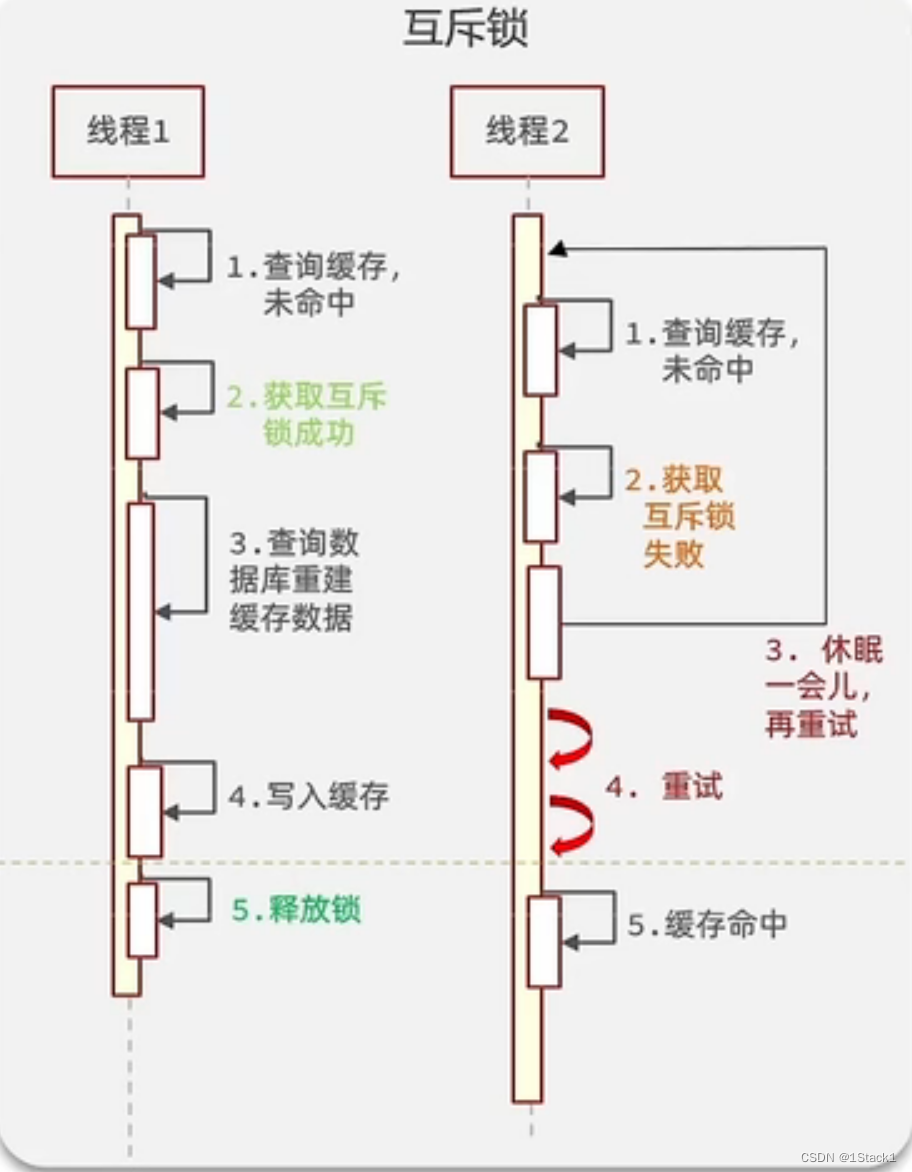 互斥锁
线程1
线程2
1.查询缓存,
未命中
2.获取互斥
锁成功
3.查询数
据库重建
缓存数据
4.写入缓存
5.释放锁
1.查询缓存,
未命中
2.获取
互斥锁
失败
3. 休眠
一会儿,
再重试
4. 重试
5.缓存命中
CSDN @1Stack1